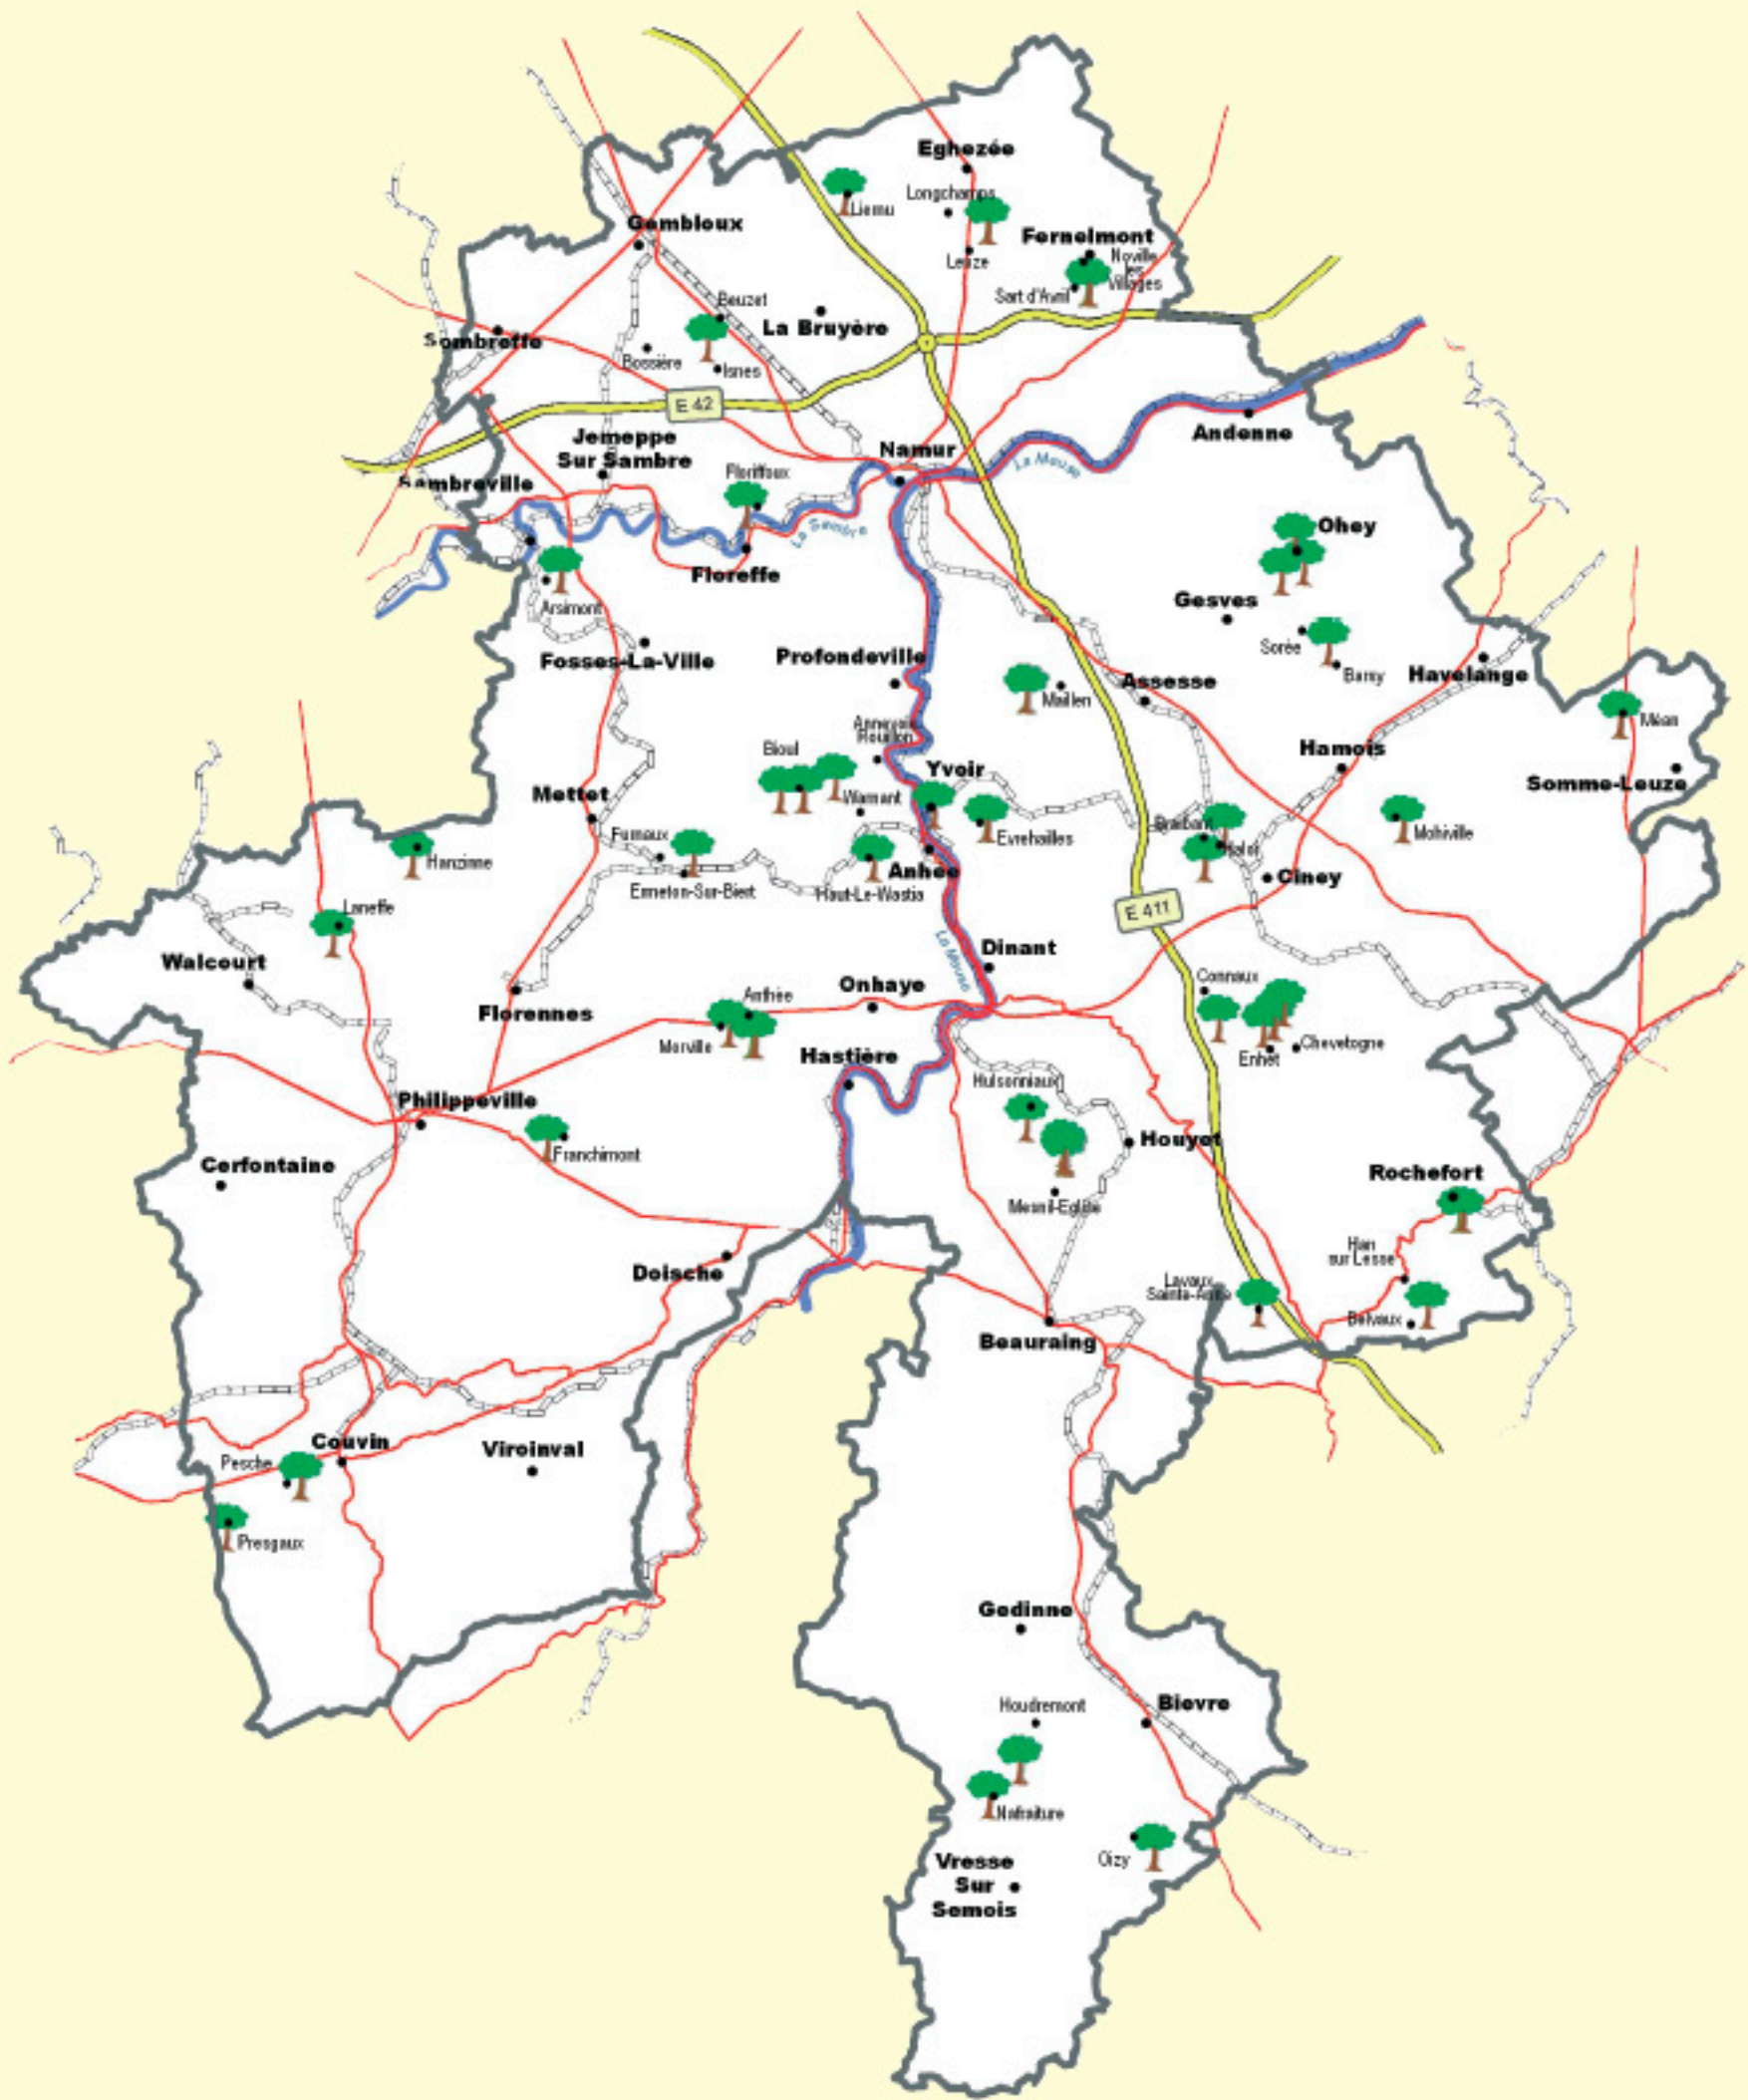 Eghezée
Longchamps
Liernu
Gembloux
Fernelmont
Noville
les
Villages
Leuze
Sart d'Avril
Beuzet
La Bruyère
Sombreffe
Bossière
Isnes
E 42
Andenne
Jemeppe
Sur Sambre
Namur
La Meuse
Floriffoux
Sambreville
La Sambre
Ohey
Floreffe
Arsimont
Gesves
Fosses-La-Ville
Profondeville
Sorée
Barsy
Havelange
Assesse
Maillen
Annevoie
Rouillon
Méan
Bioul
Hamois
Yvoir
Somme-Leuze
Mettet
Warnant
Furnaux
Evrehailles
Braibant
Halloy
Mohiville
Hanzinne
Anhée
Ciney
Ermeton-Sur-Biert
Haut-Le-Wastia
Laneffe
E 411
La Meuse
Dinant
Walcourt
Connaux
Onhaye
Anthée
Florennes
Morville
Chevetogne
Enhet
Hastière
Hulsonniaux
Philippeville
Franchimont
Houyet
Cerfontaine
Rochefort
Mesnil-Eglise
Han
sur Lesse
Doische
Lavaux
Sainte-Anne
Belvaux
Beauraing
Couvin
Viroinval
Pesche
Presgaux
Gedinne
Houdremont
Bievre
Nafraiture
Oizy
Vresse
Sur
Semois